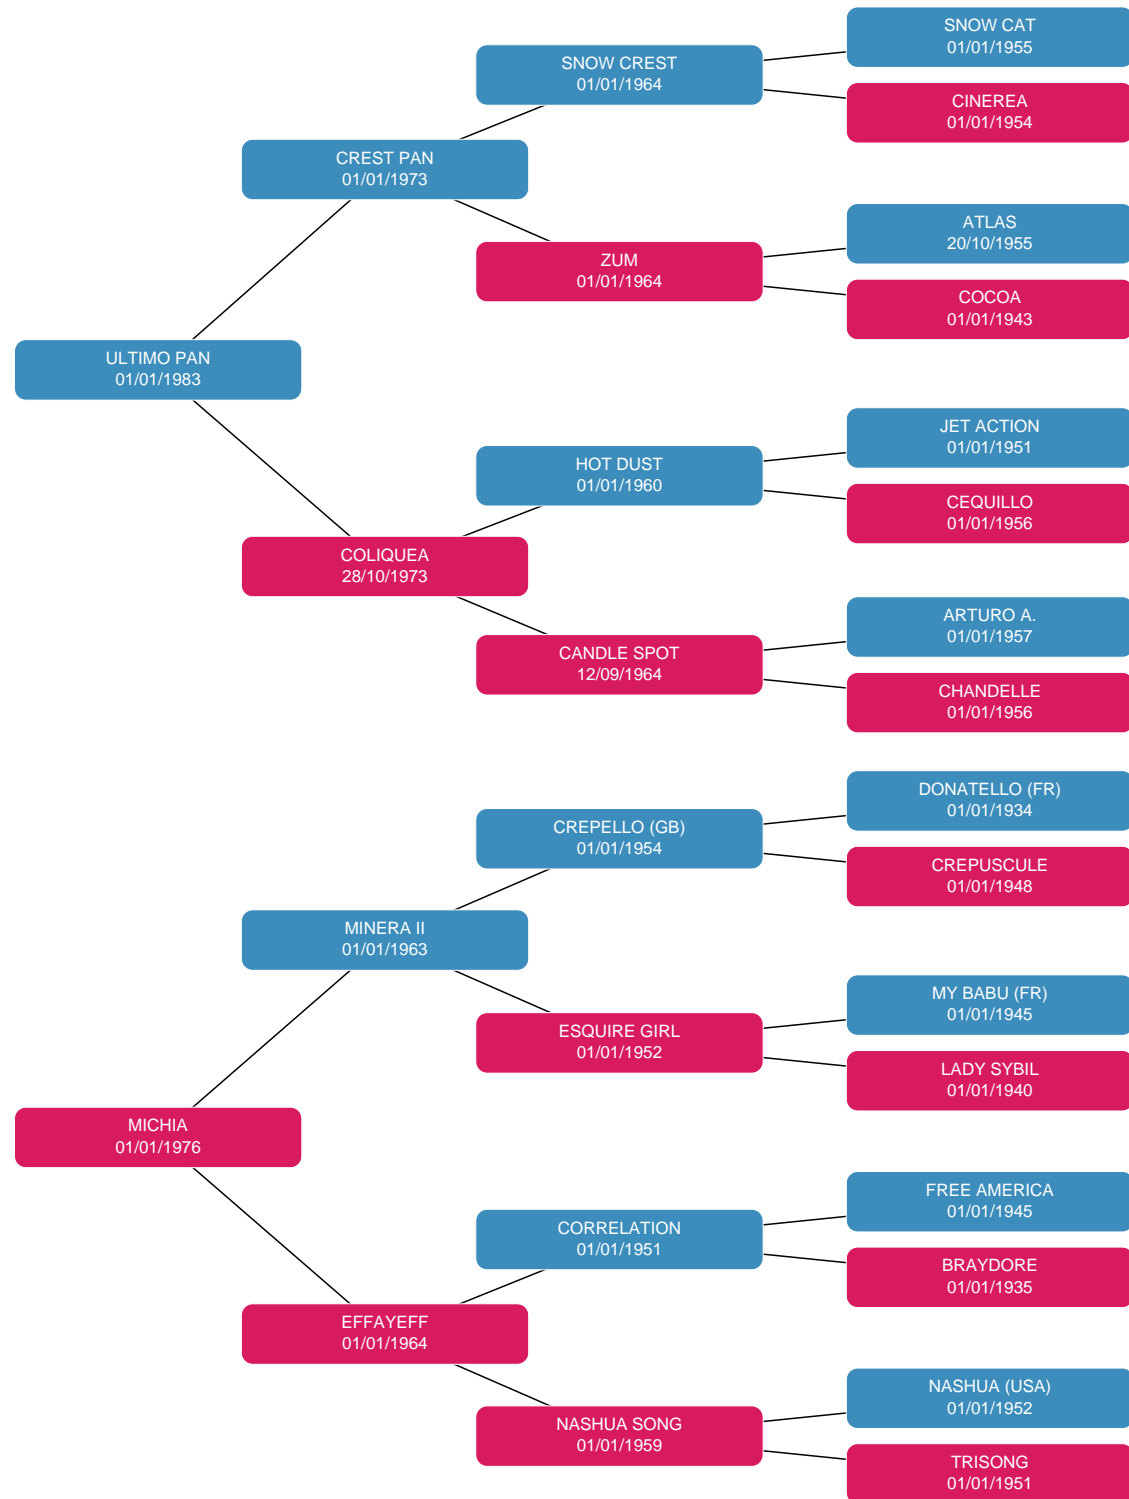 SNOW CAT
01/01/1955
SNOW CREST
01/01/1964
CINEREA
01/01/1954
CREST PAN
01/01/1973
ATLAS
20/10/1955
ZUM
01/01/1964
COCOA
01/01/1943
ULTIMO PAN
01/01/1983
JET ACTION
01/01/1951
HOT DUST
01/01/1960
CEQUILLO
01/01/1956
COLIQUEA
28/10/1973
ARTURO A.
01/01/1957
CANDLE SPOT
12/09/1964
CHANDELLE
01/01/1956
DONATELLO (FR)
01/01/1934
CREPELLO (GB)
01/01/1954
CREPUSCULE
01/01/1948
MINERA II
01/01/1963
MY BABU (FR)
01/01/1945
ESQUIRE GIRL
01/01/1952
LADY SYBIL
01/01/1940
MICHIA
01/01/1976
FREE AMERICA
01/01/1945
CORRELATION
01/01/1951
BRAYDORE
01/01/1935
EFFAYEFF
01/01/1964
NASHUA (USA)
01/01/1952
NASHUA SONG
01/01/1959
TRISONG
01/01/1951